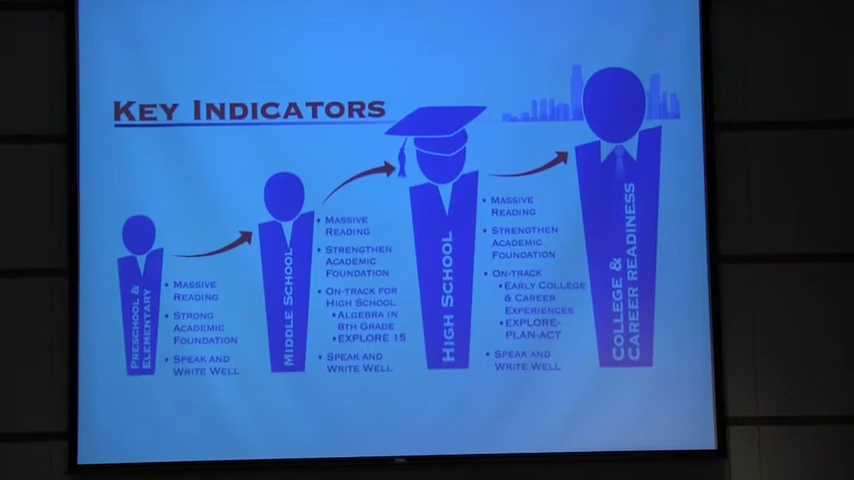 KEY INDICATORS
PRESCHOOL &
ELEMENTARY
• MASSIVE
READING
• STRONG
ACADEMIC
FOUNDATION
• SPEAK AND
WRITE WELL
MIDDLE SCHOOL
• MASSIVE
READING
• STRENGTHEN
ACADEMIC
FOUNDATION
• ON-TRACK FOR
HIGH SCHOOL
• ALGEBRA IN
8TH GRADE
• EXPLORE 15
• SPEAK AND
WRITE WELL
HIGH SCHOOL
• MASSIVE
READING
• STRENGTHEN
ACADEMIC
FOUNDATION
• ON-TRACK
• EARLY COLLEGE
& CAREER
EXPERIENCES
• EXPLORE-
PLAN-ACT
• SPEAK AND
WRITE WELL
COLLEGE &
CAREER READINESS